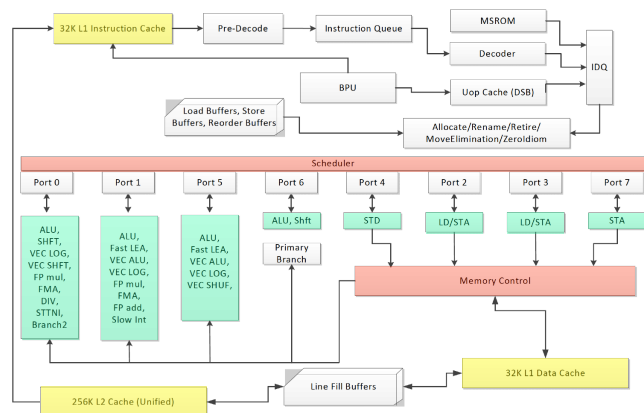 32K L1 Instruction Cache
Pre-Decode
Instruction Queue
MSROM
Decoder
IDQ
BPU
Uop Cache (DSB)
Load Buffers, Store
Buffers, Reorder Buffers
Allocate/Rename/Retire/
MoveElimination/ZeroIdiom
Scheduler
Port 0
Port 1
Port 5
Port 6
Port 4
Port 2
Port 3
Port 7
ALU,
SHFT,
VEC LOG,
VEC SHFT,
FP mul,
FMA,
DIV,
STTNI,
Branch2
ALU,
Fast LEA,
VEC ALU,
VEC LOG,
FP mul,
FMA,
FP add,
Slow Int
ALU,
Fast LEA,
VEC ALU,
VEC LOG,
VEC SHUF,
ALU, Shft
STD
LD/STA
LD/STA
STA
Primary
Branch
Memory Control
32K L1 Data Cache
Line Fill Buffers
256K L2 Cache (Unified)